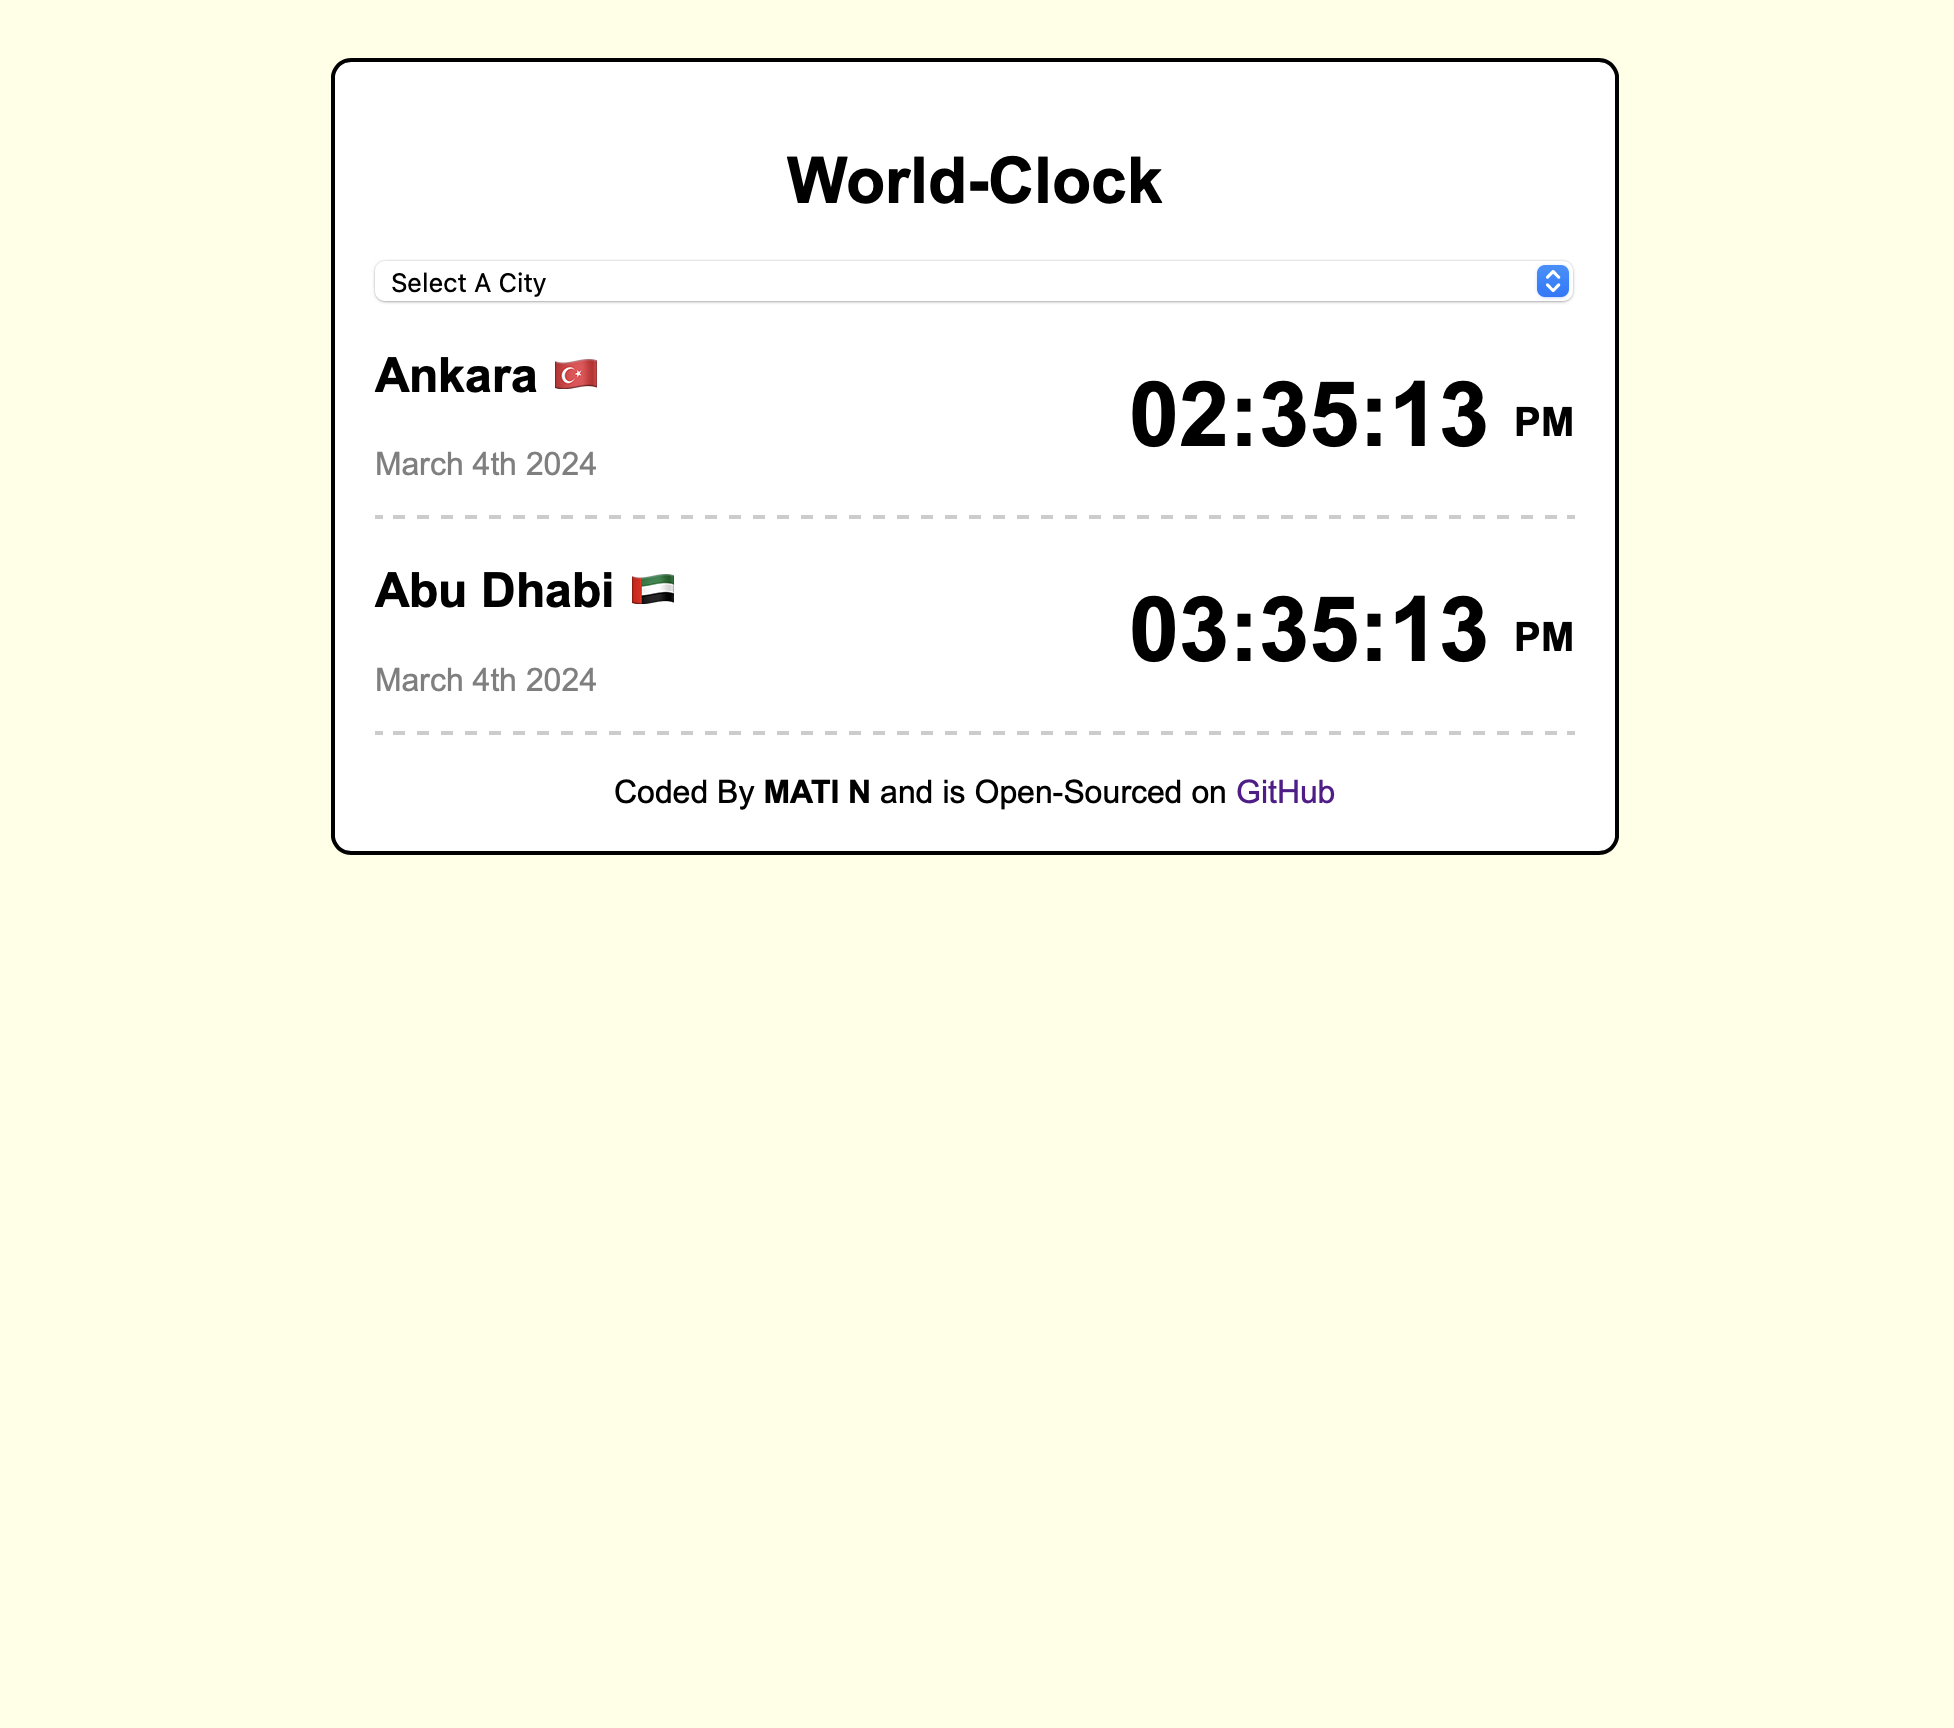 World-Clock
Select A City
Ankara 🇹🇷
02:35:13 PM
March 4th 2024
Abu Dhabi 🇦🇪
03:35:13 PM
March 4th 2024
Coded By MATI N and is Open-Sourced on GitHub